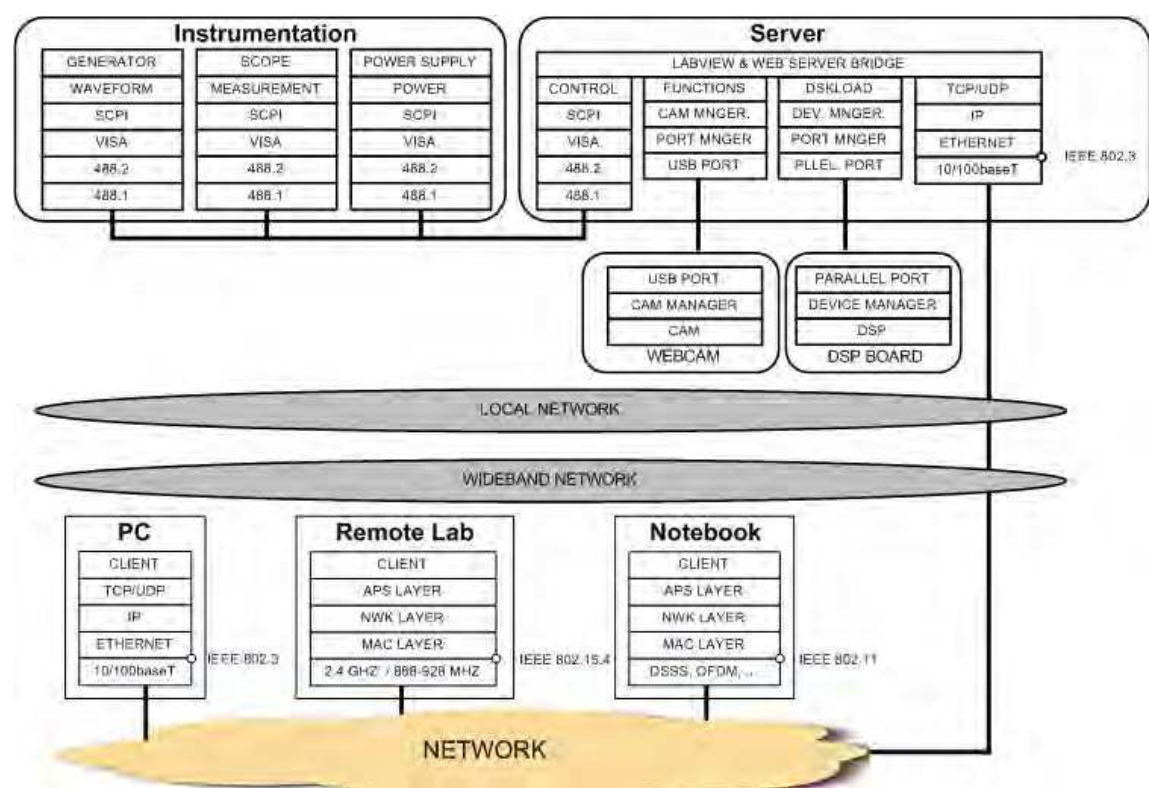 Instrumentation
GENERATOR
WAVEFORM
SCPI
VISA
488.2
488.1
SCOPE
MEASUREMENT
SCPI
VISA
488.2
488.1
POWER SUPPLY
POWER
SCPI
VISA
488.2
488.1
Server
LABVIEW & WEB SERVER BRIDGE
CONTROL
SCPI
VISA
488.2
488.1
FUNCTIONS
CAM MNGER.
PORT MNGER
USB PORT
DSKLOAD
DEV. MNGER.
PORT MNGER
PLLEL. PORT
TCP/UDP
IP
ETHERNET
10/100baseT
IEEE 802.3
USB PORT
CAM MANAGER
CAM
WEBCAM
PARALLEL PORT
DEVICE MANAGER
DSP
DSP BOARD
LOCAL NETWORK
WIDEBAND NETWORK
PC
CLIENT
TCP/UDP
IP
ETHERNET
10/100baseT
IEEE 802.3
Remote Lab
CLIENT
APS LAYER
NWK LAYER
MAC LAYER
2.4 GHZ / 868-928 MHZ
IEEE 802.15.4
Notebook
CLIENT
APS LAYER
NWK LAYER
MAC LAYER
DSSS, OFDM, ...
IEEE 802.11
NETWORK